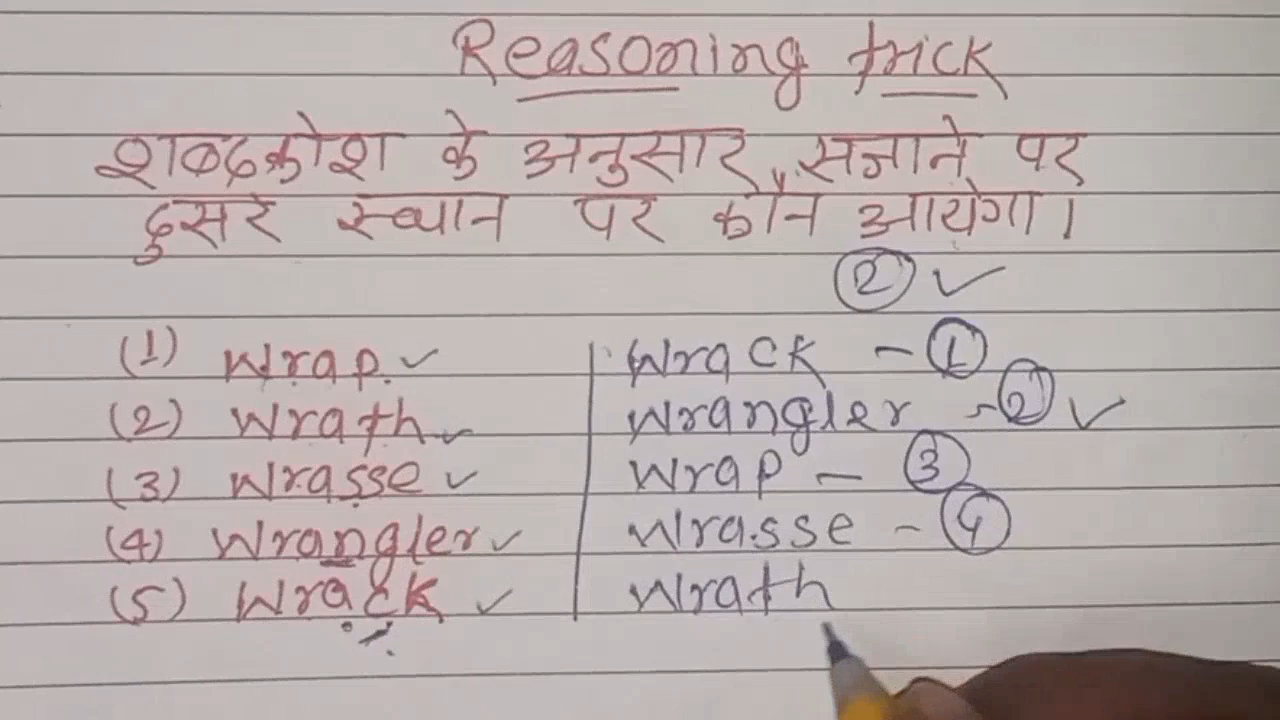 Reasoning trick
शब्दकोश के अनुसार सजाने पर
दुसरे स्थान पर कौन आयेगा।
② ✓
(1) Wrap ✓
(2) Wrath ✓
(3) Wrasse ✓
(4) Wrangler ✓
(5) Wrack ✓
Wrack - ①
Wrangler - ② ✓
Wrap - ③
Wrasse - ④
Wrath